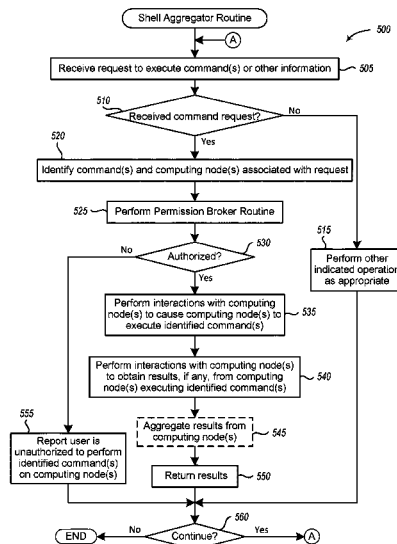 Shell Aggregator Routine
A
500
Receive request to execute command(s) or other information
505
510
Received command request?
No
Yes
520
Identify command(s) and computing node(s) associated with request
525
Perform Permission Broker Routine
530
No
Authorized?
Yes
515
Perform other
indicated operation
as appropriate
Perform interactions with computing
node(s) to cause computing node(s) to
execute identified command(s)
535
Perform interactions with computing node(s)
to obtain results, if any, from computing
node(s) executing identified command(s)
540
555
Aggregate results from
computing node(s)
545
Report user is
unauthorized to perform
identified command(s)
on computing node(s)
Return results
550
560
END
No
Continue?
Yes
A